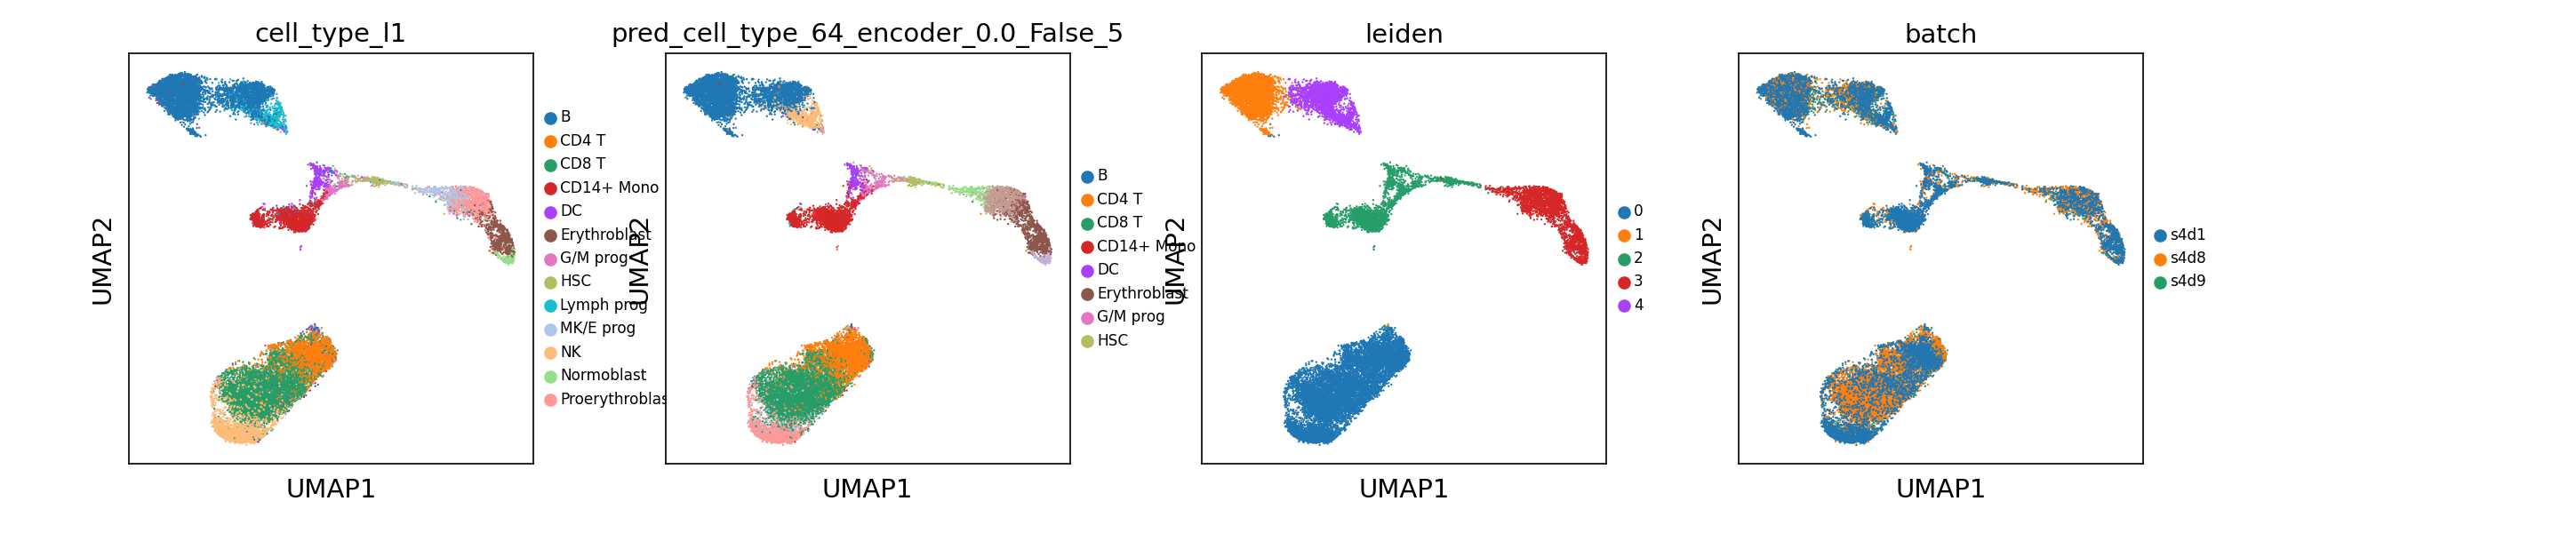 cell_type_l1
pred_cell_type_64_encoder_0.0_False_5
leiden
batch
UMAP2
B
CD4 T
CD8 T
CD14+ Mono
DC
Erythroblast
G/M prog
HSC
Lymph prog
MK/E prog
NK
Normoblast
Proerythroblas
UMAP1
UMAP2
B
CD4 T
CD8 T
CD14+ Mono
DC
Erythroblast
G/M prog
HSC
UMAP1
UMAP2
0
1
2
3
4
UMAP1
UMAP2
s4d1
s4d8
s4d9
UMAP1